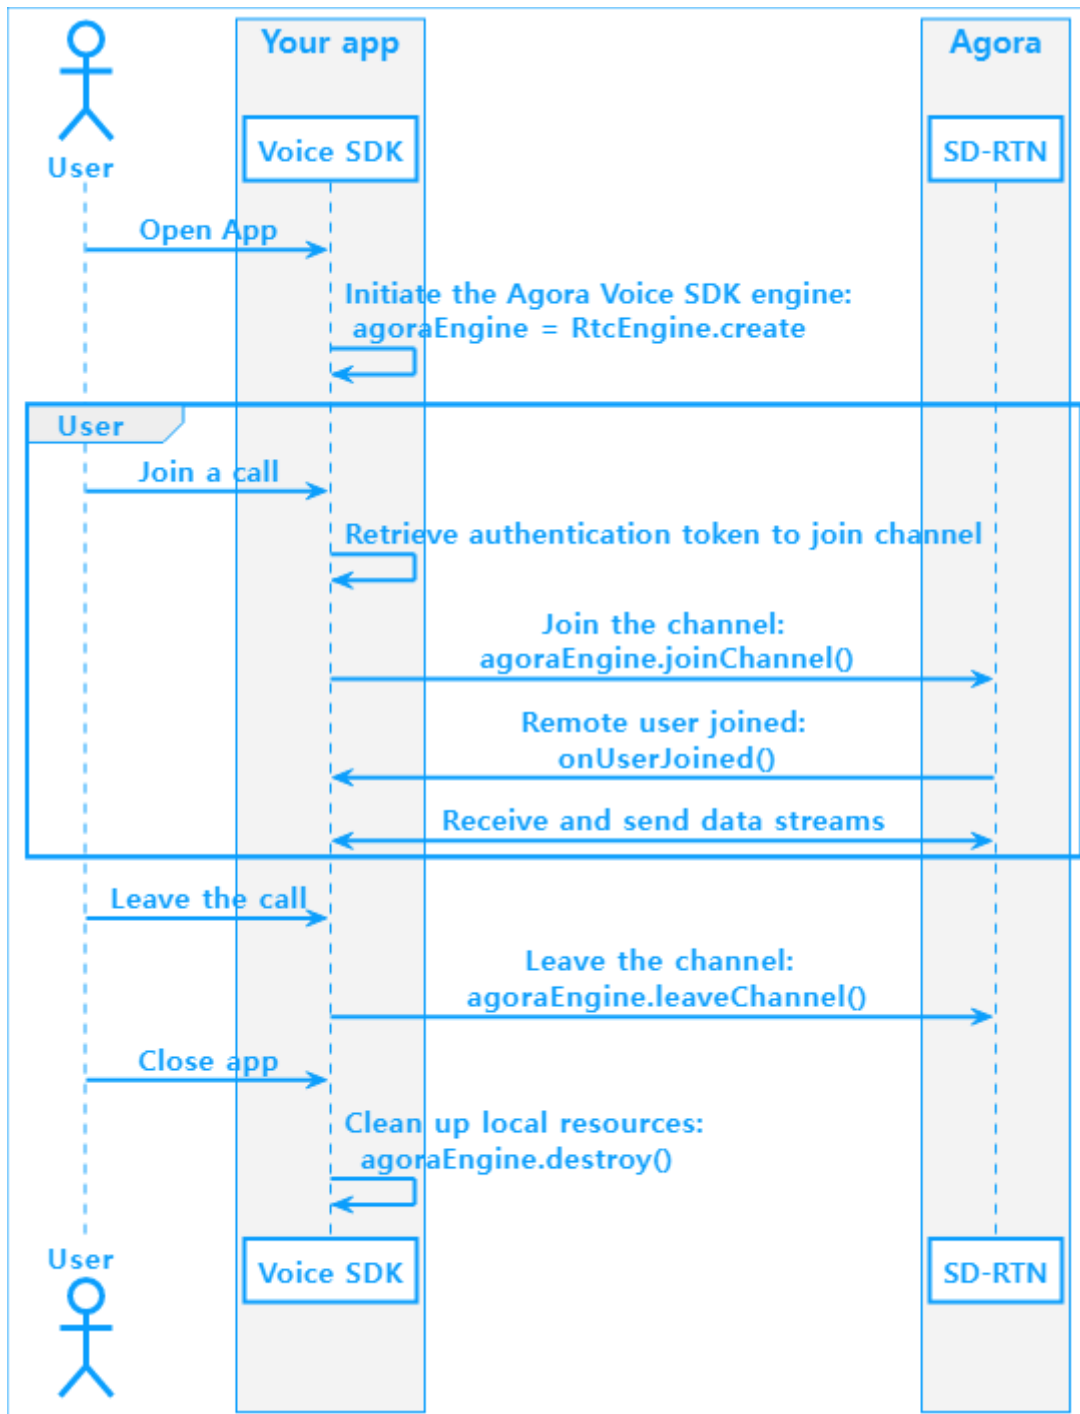 Your app
Agora
Voice SDK
SD-RTN
User
Open App
Initiate the Agora Voice SDK engine:
agoraEngine = RtcEngine.create
User
Join a call
Retrieve authentication token to join channel
Join the channel:
agoraEngine.joinChannel()
Remote user joined:
onUserJoined()
Receive and send data streams
Leave the call
Leave the channel:
agoraEngine.leaveChannel()
Close app
Clean up local resources:
agoraEngine.destroy()
User
Voice SDK
SD-RTN